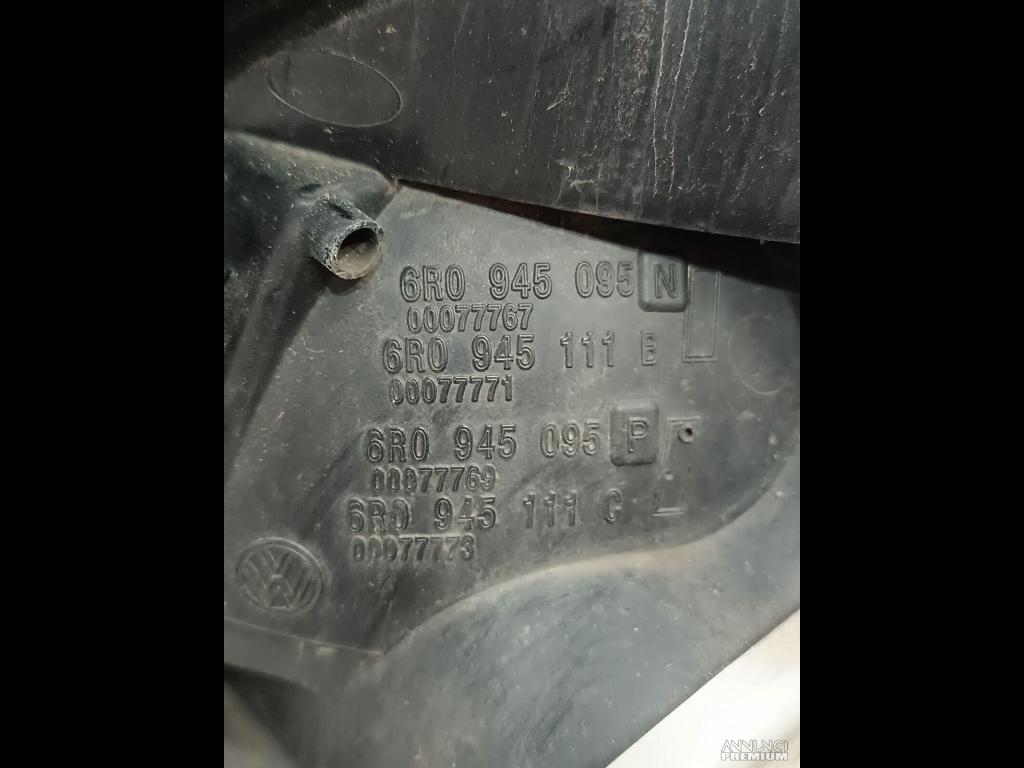 6R0 945 095 N
00077767
6R0 945 111 B
00077771
6R0 945 095 P
00077769
6R0 945 111 C
00077773
ANNUNCI
PREMIUM